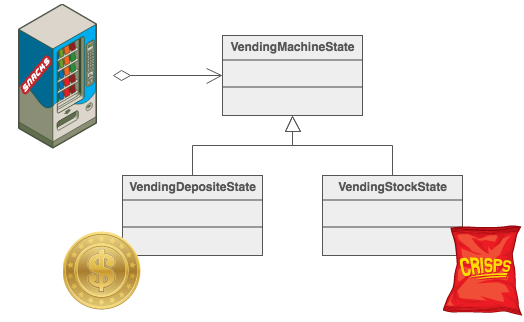 SNACKS
VendingMachineState
VendingDepositeState
VendingStockState
$
CRISPS